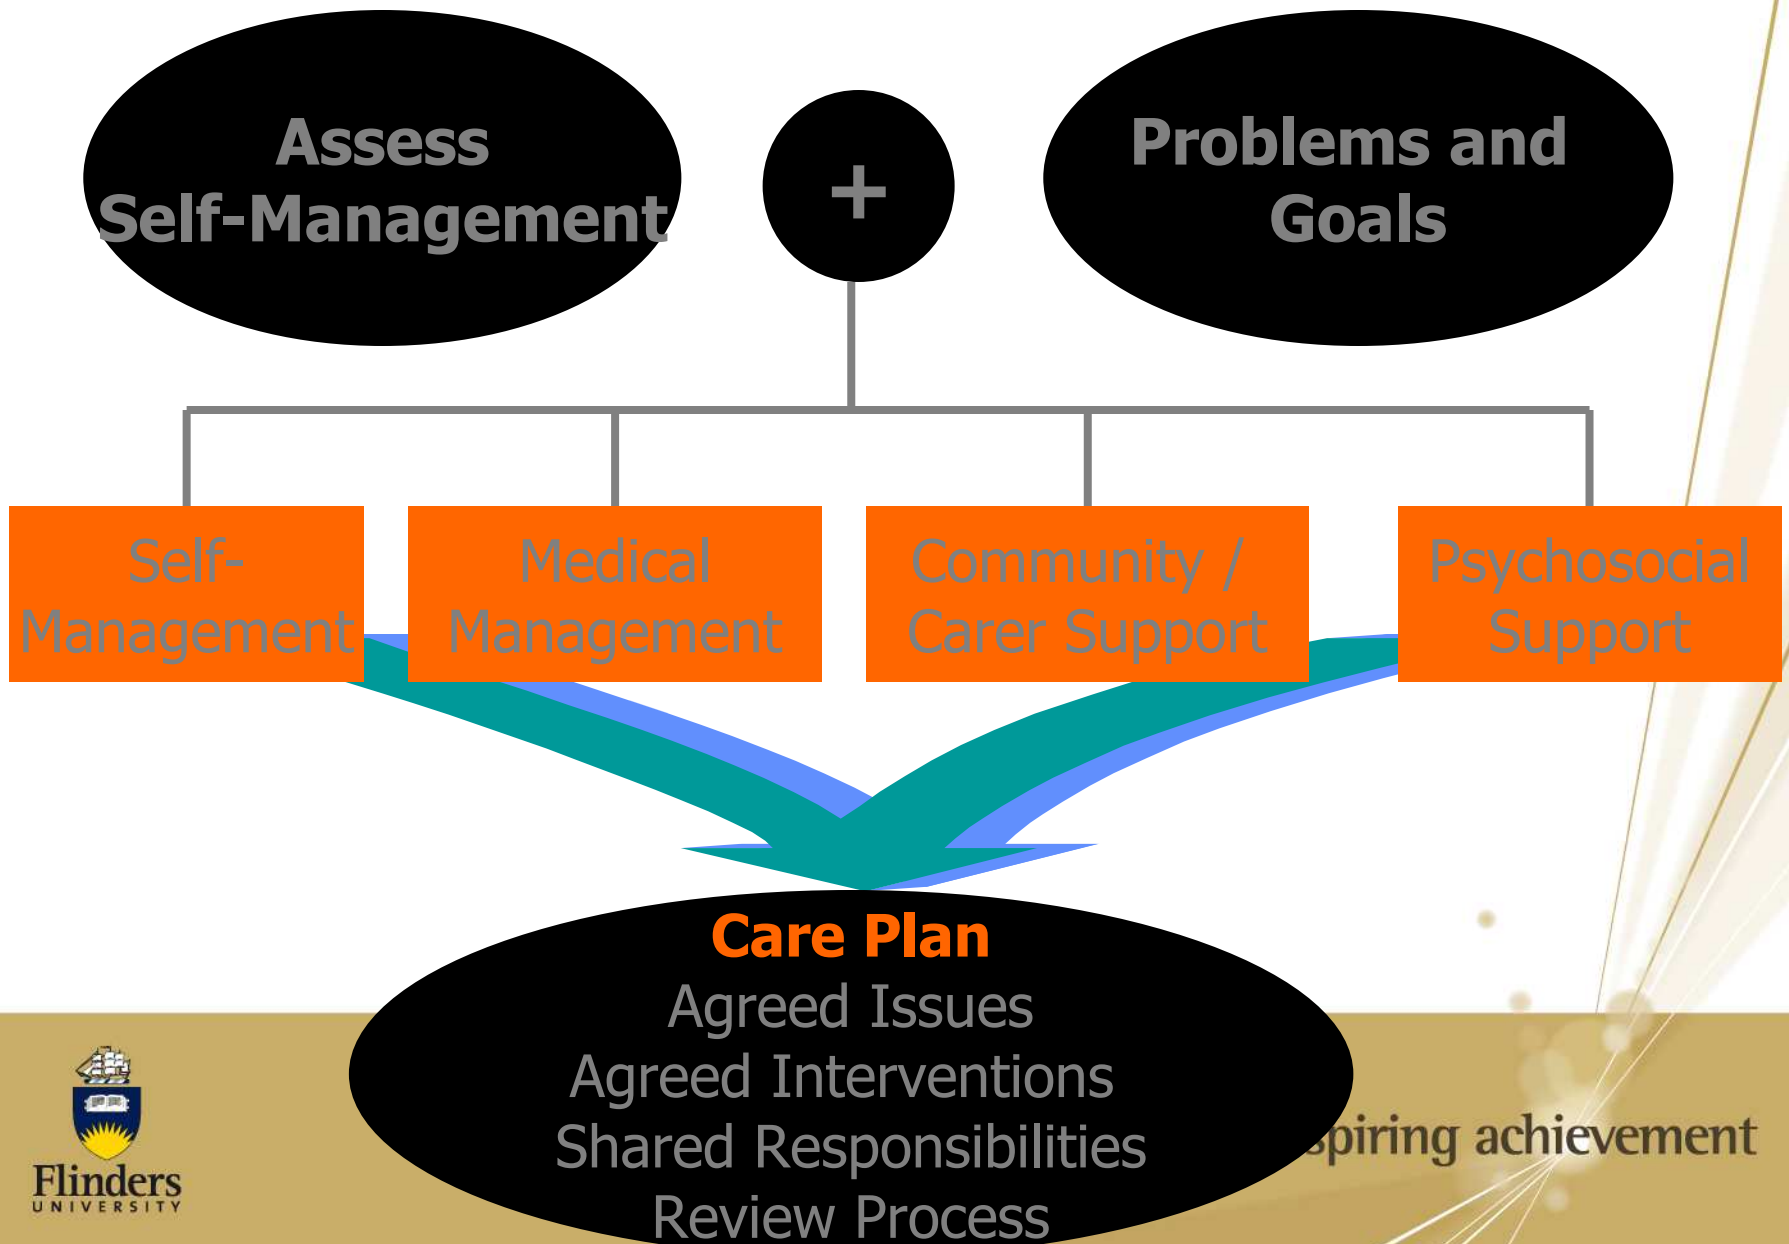 Assess
Self-Management
+
Problems and
Goals
Self-
Management
Medical
Management
Community /
Carer Support
Psychosocial
Support
Care Plan
Agreed Issues
Agreed Interventions
Shared Responsibilities
Review Process
Flinders
UNIVERSITY
spiring achievement